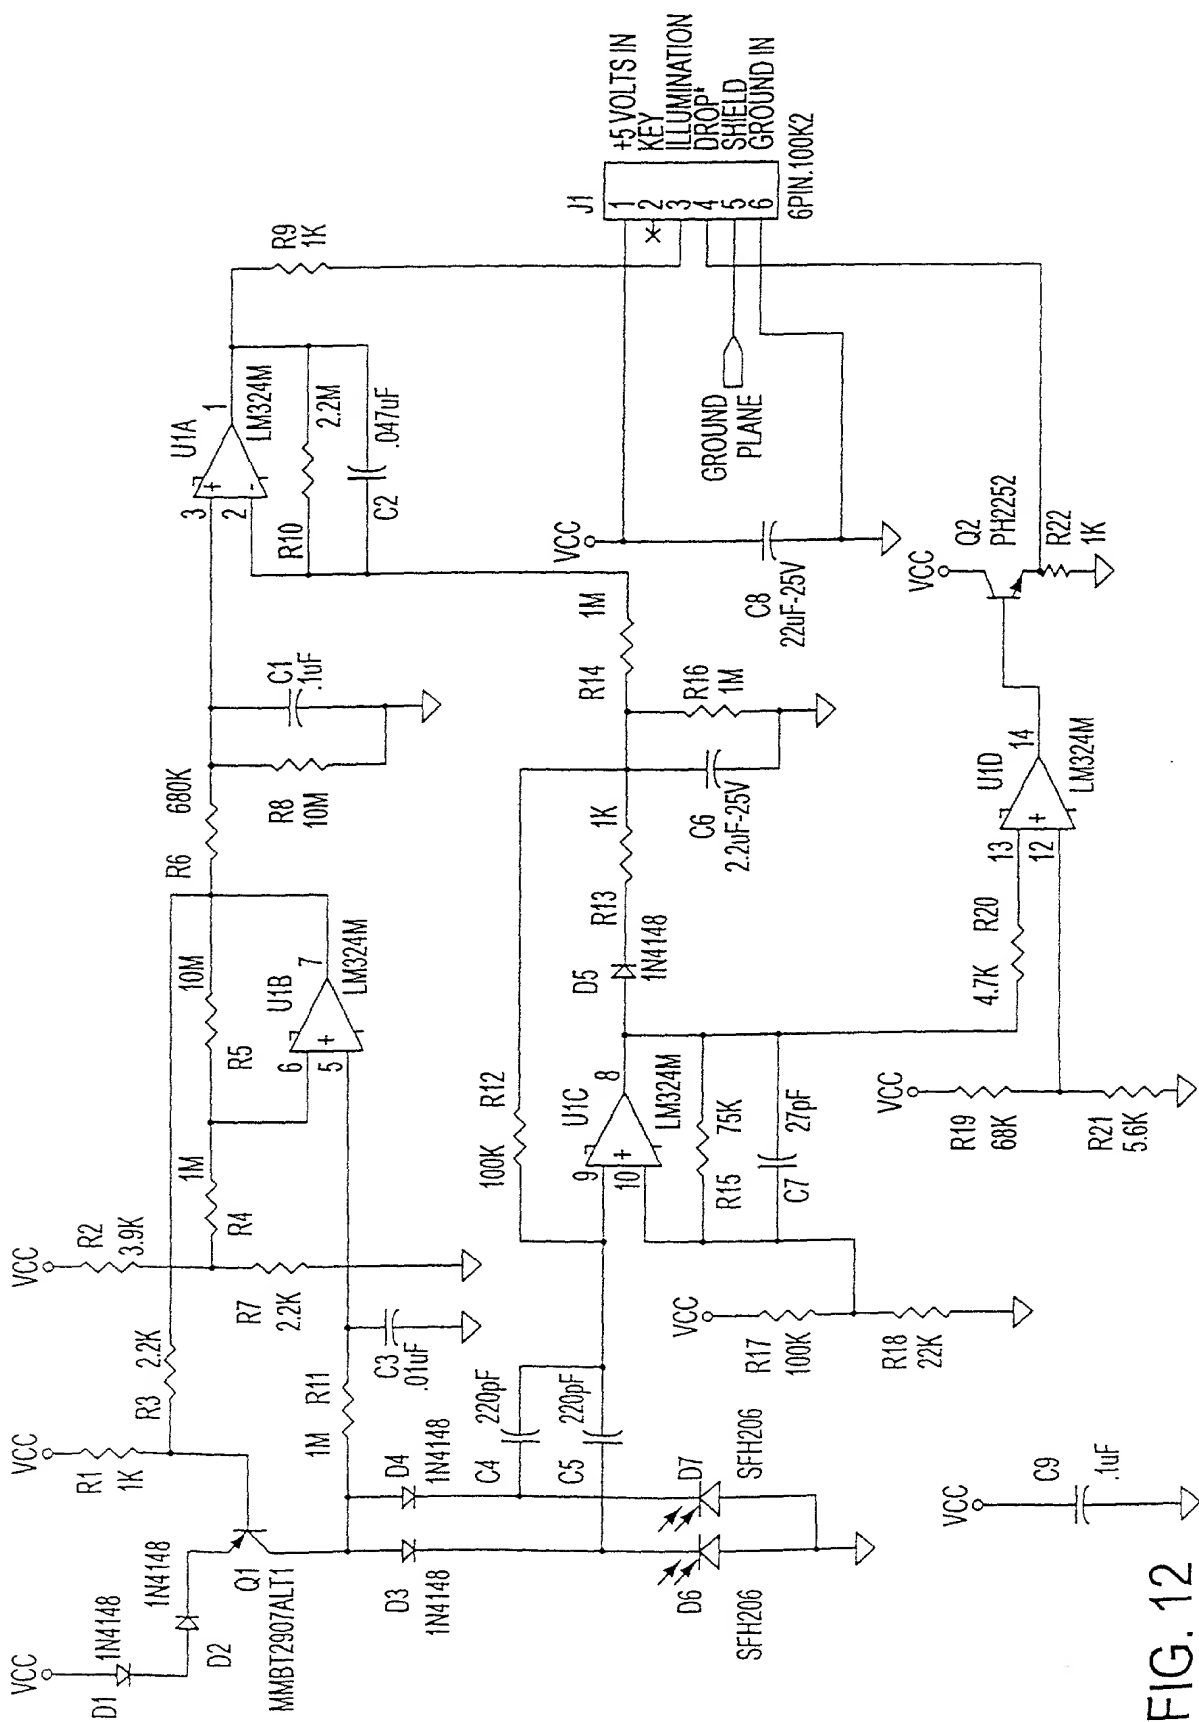 VCC
D1
1N4148
D2
1N4148
Q1
MMBT2907ALT1
VCC
R1
1K
R3
2.2K
VCC
R2
3.9K
R4
1M
R7
2.2K
R5
10M
6
5
+
U1B
7
LM324M
R6
680K
R8
10M
C1
.1uF
3
2
+
-
U1A
1
LM324M
R10
2.2M
C2
.047uF
R9
1K
R11
1M
C3
.01uF
D3
1N4148
D4
1N4148
C4
220pF
C5
220pF
D6
SFH206
D7
SFH206
R12
100K
9
10
+
U1C
8
LM324M
R15
75K
C7
27pF
VCC
R17
100K
R18
22K
D5
1N4148
R13
1K
C6
2.2uF-25V
R16
1M
R14
1M
VCC
C8
22uF-25V
GROUND
PLANE
J1
1
2
3
4
5
6
+5 VOLTS IN
KEY
ILLUMINATION
DROP*
SHIELD
GROUND IN
6PIN.100K2
VCC
R19
68K
R21
5.6K
4.7K
R20
13
12
+
U1D
14
LM324M
VCC
Q2
PH2252
R22
1K
VCC
C9
.1uF
FIG. 12